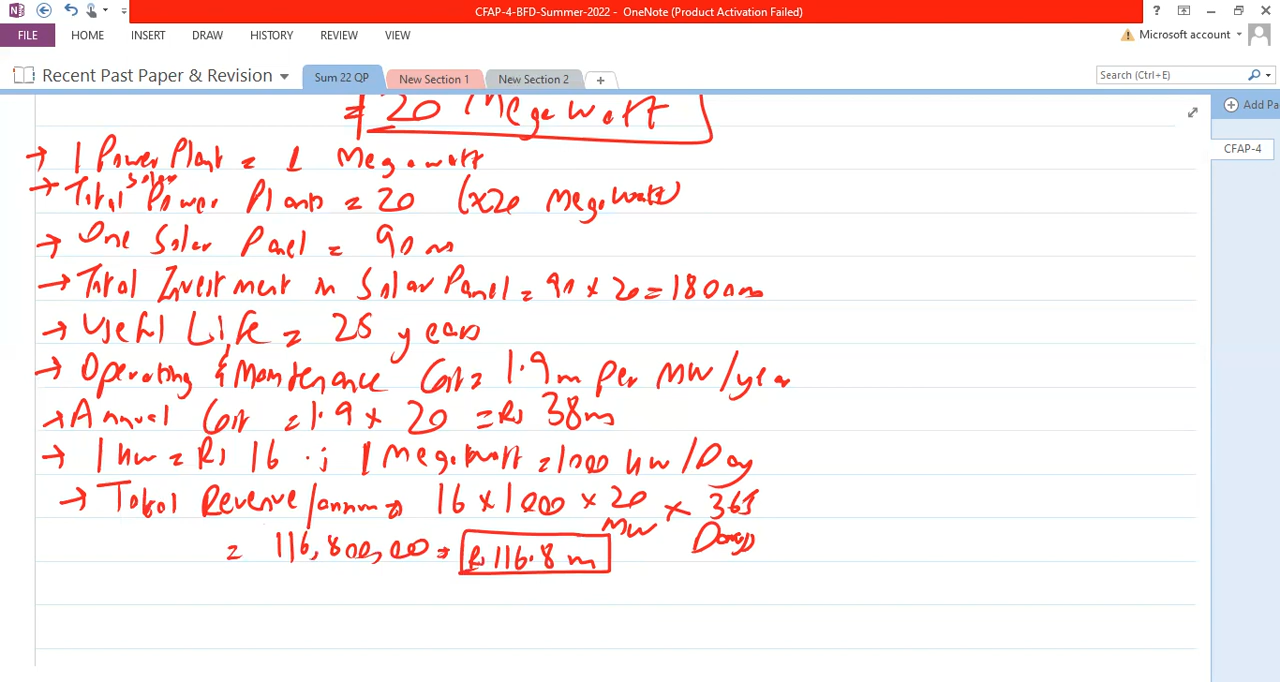 CFAP-4-BFD-Summer-2022 - OneNote (Product Activation Failed)
FILE HOME INSERT DRAW HISTORY REVIEW VIEW Microsoft account
Recent Past Paper & Revision Sum 22 QP New Section 1 New Section 2 Search (Ctrl+E)
Add Pa
CFAP-4
= 20 Megawatt
→ 1 Power Plant = 1 Megawatt
→ Total Solar Power Plants = 20 (x20 MegaWatt)
→ One Solar Panel = 90 m
→ Total Investment in Solar Panel = 90 x 20 = 1800m
→ Useful Life = 25 years
→ Operating & Maintenance Cost = 1.9m per MW/year
→ Annual Cost = 1.9 x 20 = Rs 38m
→ 1 kw = Rs 16 . ; 1 MegaWatt = 1000 kw/Day
→ Total Revenue/annum → 16 x 1000 x 20 MW x 365 Days
= 116,800,00 → Rs 116.8 m